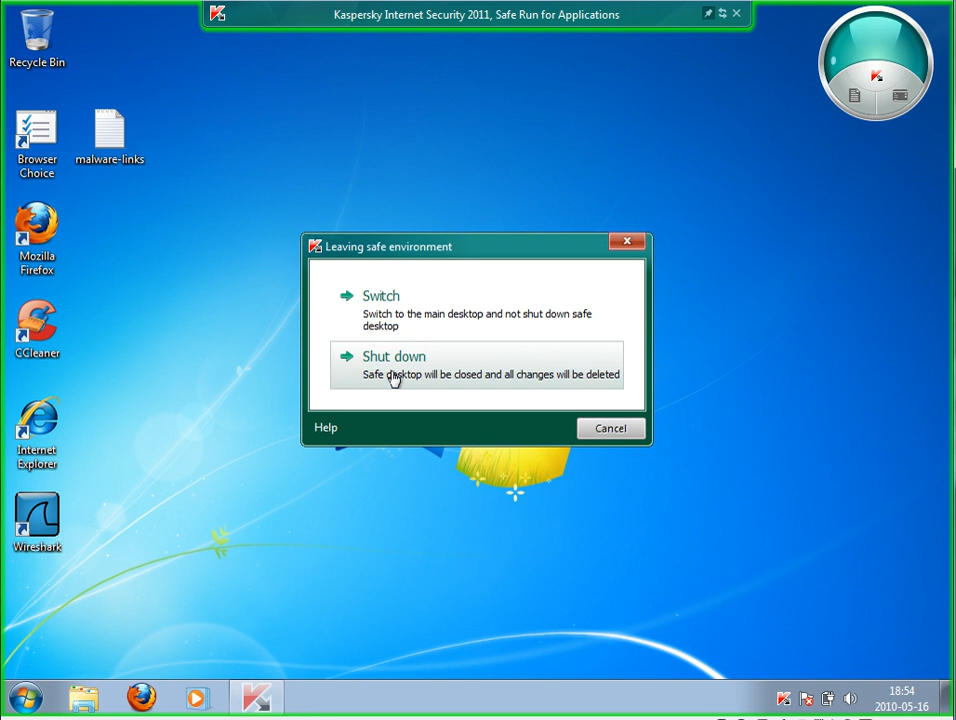 Kaspersky Internet Security 2011, Safe Run for Applications
Recycle Bin
Browser
Choice
malware-links
Mozilla
Firefox
CCleaner
Internet
Explorer
Wireshark
Leaving safe environment
Switch
Switch to the main desktop and not shut down safe
desktop
Shut down
Safe desktop will be closed and all changes will be deleted
Help
Cancel
18:54
2010-05-16